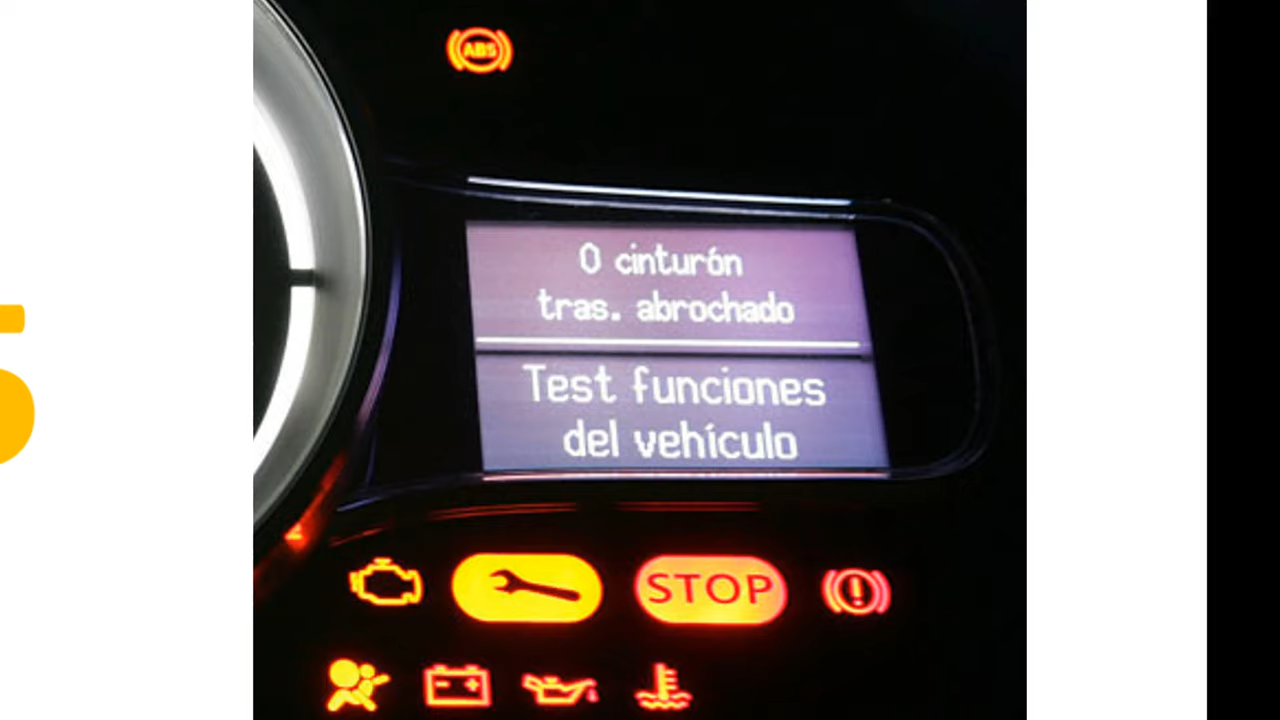 ABS
0 cinturón
tras. abrochado
Test funciones
del vehículo
STOP